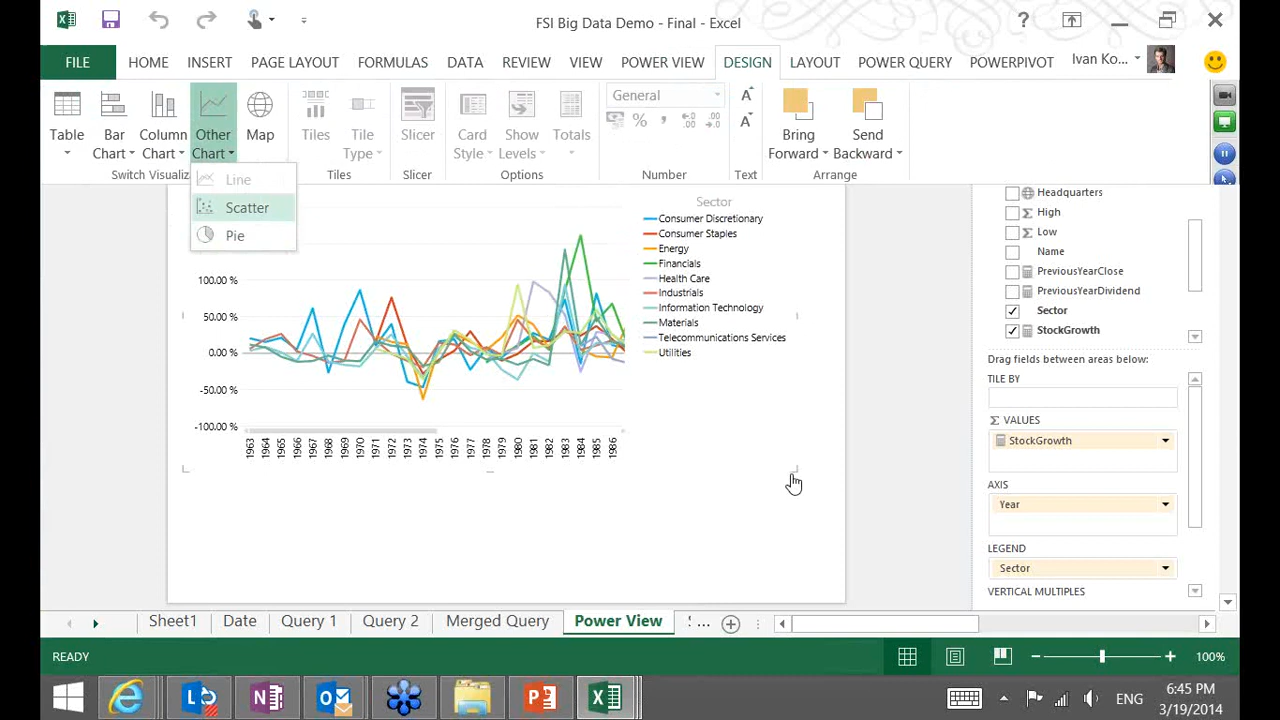 FSI Big Data Demo - Final - Excel
?
FILE
HOME
INSERT
PAGE LAYOUT
FORMULAS
DATA
REVIEW
VIEW
POWER VIEW
DESIGN
LAYOUT
POWER QUERY
POWERPIVOT
Ivan Ko...
Table
Bar
Chart
Column
Chart
Other
Chart
Map
Tiles
Tile
Type
Slicer
Card
Style
Show
Levels
Totals
General
%
,
A
A
Bring
Forward
Send
Backward
Switch Visualiz
Tiles
Slicer
Options
Number
Text
Arrange
Line
Scatter
Pie
Sector
Consumer Discretionary
Consumer Staples
Energy
Financials
Health Care
Industrials
Information Technology
Materials
Telecommunications Services
Utilities
100.00 %
50.00 %
0.00 %
-50.00 %
-100.00 %
1963
1964
1965
1966
1967
1968
1969
1970
1971
1972
1973
1974
1975
1976
1977
1978
1979
1980
1981
1982
1983
1984
1985
1986
Headquarters
Σ High
Σ Low
Name
PreviousYearClose
PreviousYearDividend
Sector
StockGrowth
Drag fields between areas below:
TILE BY
Σ VALUES
StockGrowth
AXIS
Year
LEGEND
Sector
VERTICAL MULTIPLES
Sheet1
Date
Query 1
Query 2
Merged Query
Power View
...
READY
100%
ENG
6:45 PM
3/19/2014